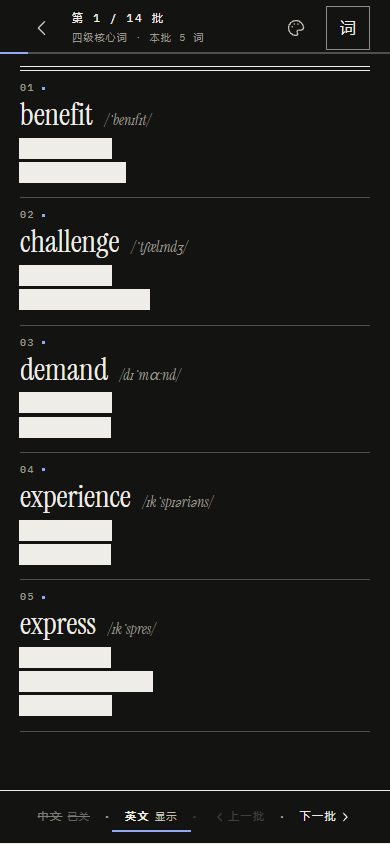 第 1 / 14 批
四级核心词 · 本批 5 词
词
01
benefit /ˈbenɪfɪt/
02
challenge /ˈtʃælɪndʒ/
03
demand /dɪˈmɑːnd/
04
experience /ɪkˈspɪəriəns/
05
express /ɪkˈspres/
中文 已关 · 英文 显示 · 上一批 · 下一批